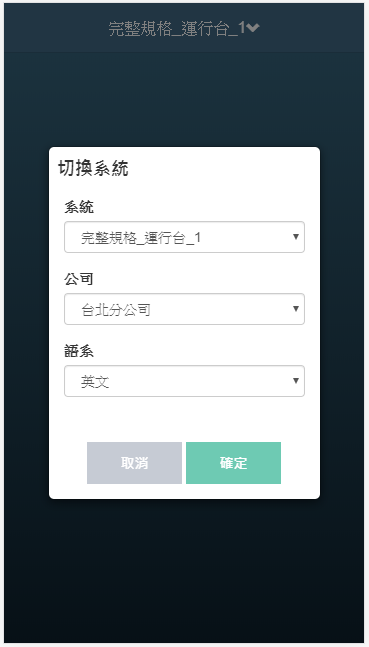 完整規格_運行台_1
切換系統
系統
完整規格_運行台_1
公司
台北分公司
語系
英文
取消 確定